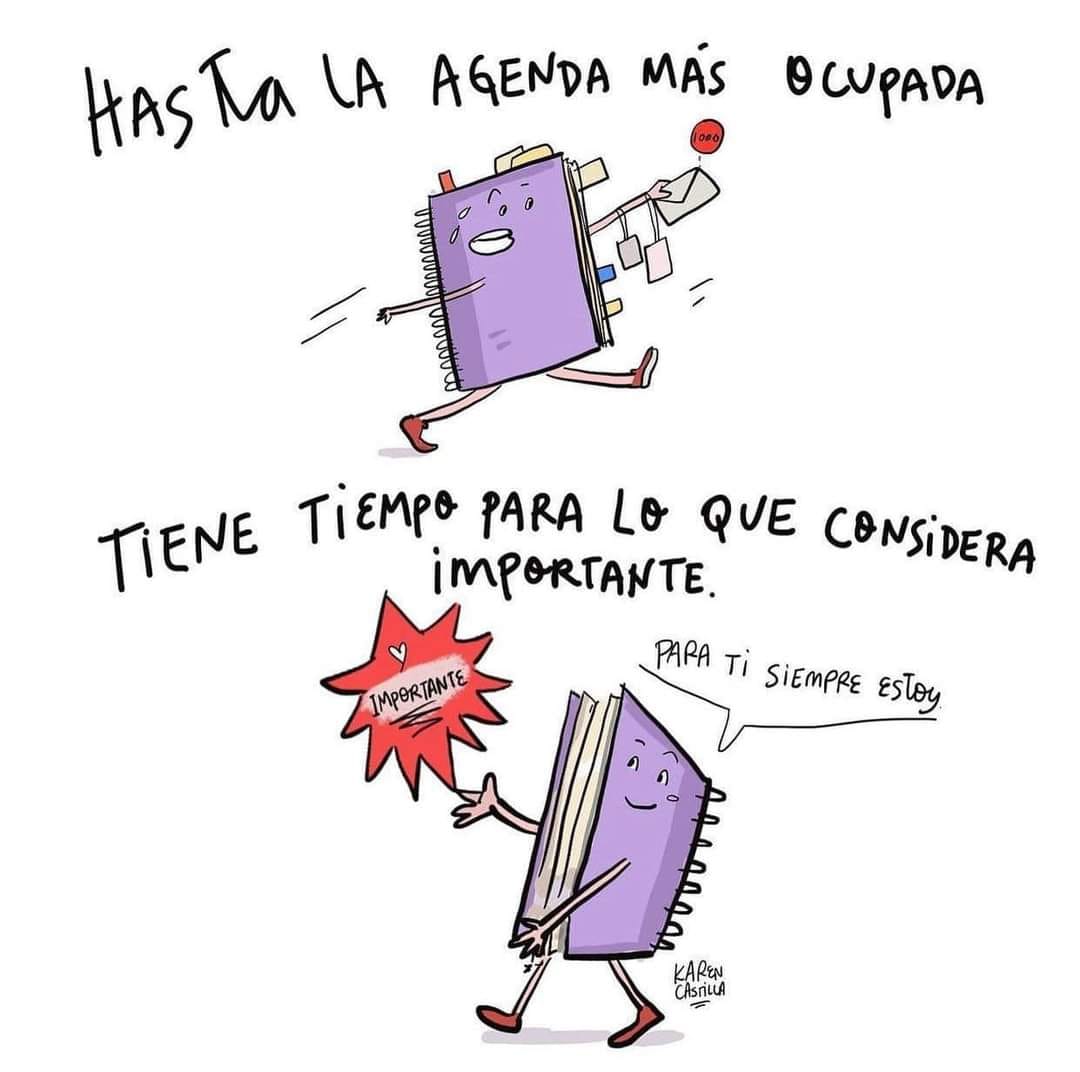 HASTA LA AGENDA MÁS OCUPADA
1000
TIENE TIEMPO PARA LO QUE CONSIDERA
IMPORTANTE.
PARA TI SIEMPRE ESTOY.
IMPORTANTE
KAREN
CASTILLA